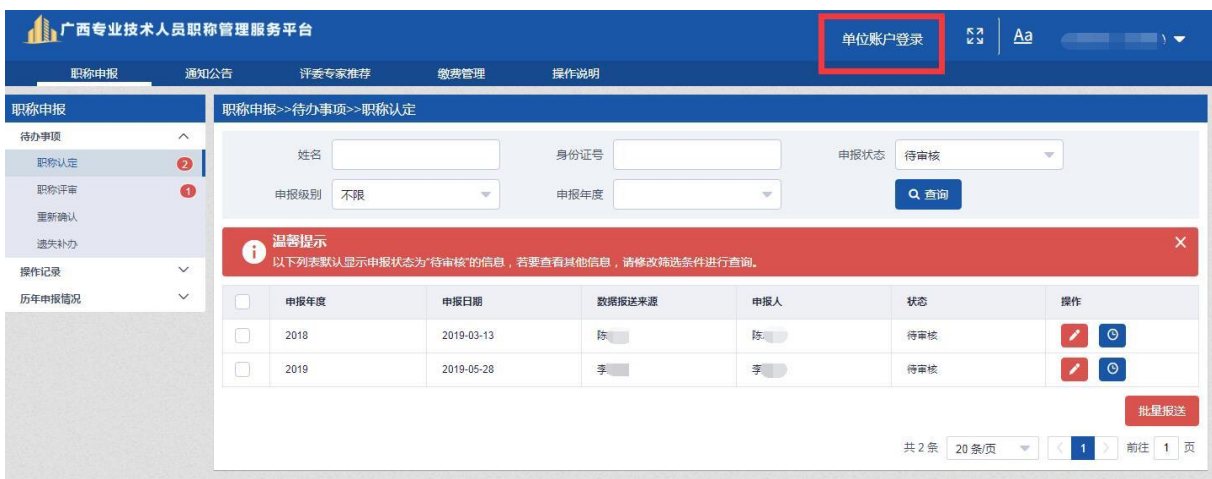 广西专业技术人员职称管理服务平台
单位账户登录
Aa
职称申报 通知公告 评委专家推荐 缴费管理 操作说明
职称申报
待办事项
职称认定 2
职称评审 1
重新确认
遗失补办
操作记录
历年申报情况
职称申报>>待办事项>>职称认定
姓名 身份证号 申报状态 待审核
申报级别 不限 申报年度 查询
温馨提示
以下列表默认显示申报状态为“待审核”的信息，若要查看其他信息，请修改筛选条件进行查询。
申报年度 申报日期 数据报送来源 申报人 状态 操作
2018 2019-03-13 陈 陈 待审核
2019 2019-05-28 李 李 待审核
批量报送
共 2 条 20 条/页 1 前往 1 页